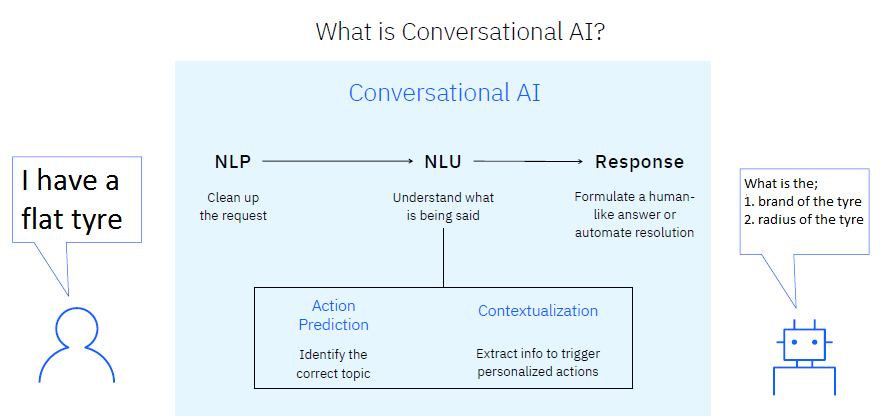 What is Conversational AI?
Conversational AI
I have a
flat tyre
NLP
NLU
Response
Clean up
the request
Understand what
is being said
Formulate a human-
like answer or
automate resolution
Action
Prediction
Identify the
correct topic
Contextualization
Extract info to trigger
personalized actions
What is the;
1. brand of the tyre
2. radius of the tyre